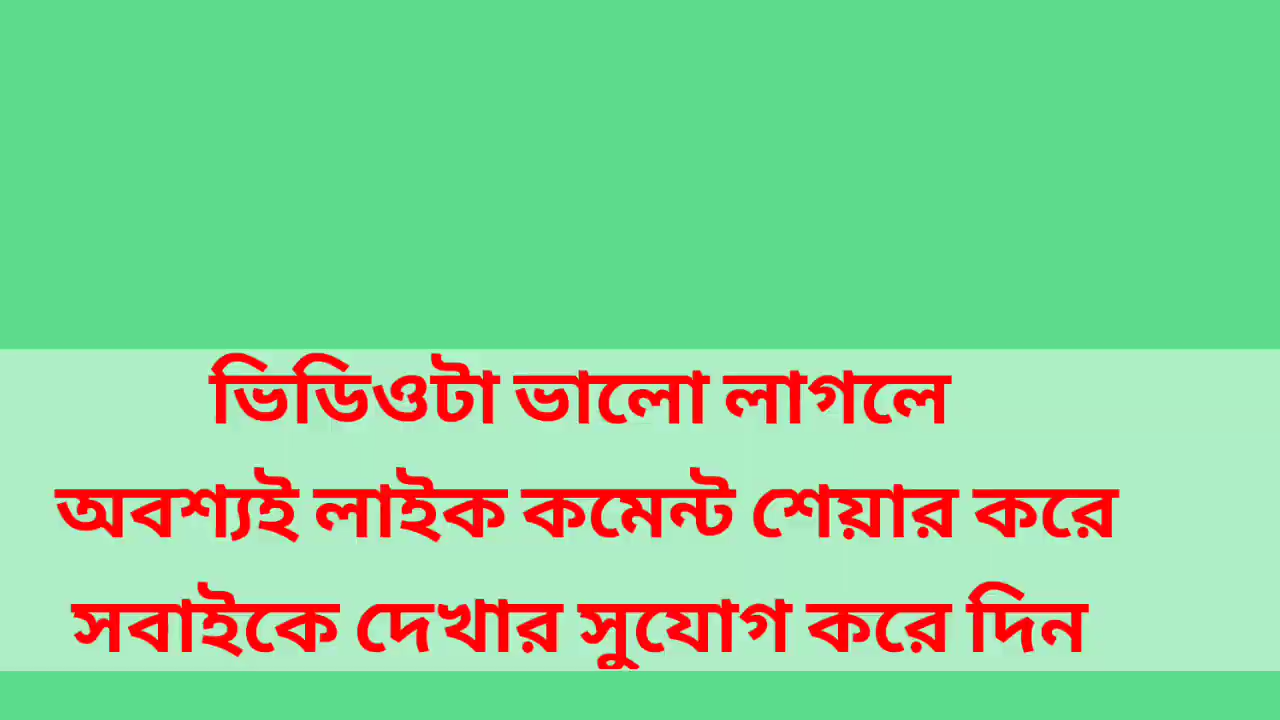 ভিডিওটা ভালো লাগলে
অবশ্যই লাইক কমেন্ট শেয়ার করে
সবাইকে দেখার সুযোগ করে দিন